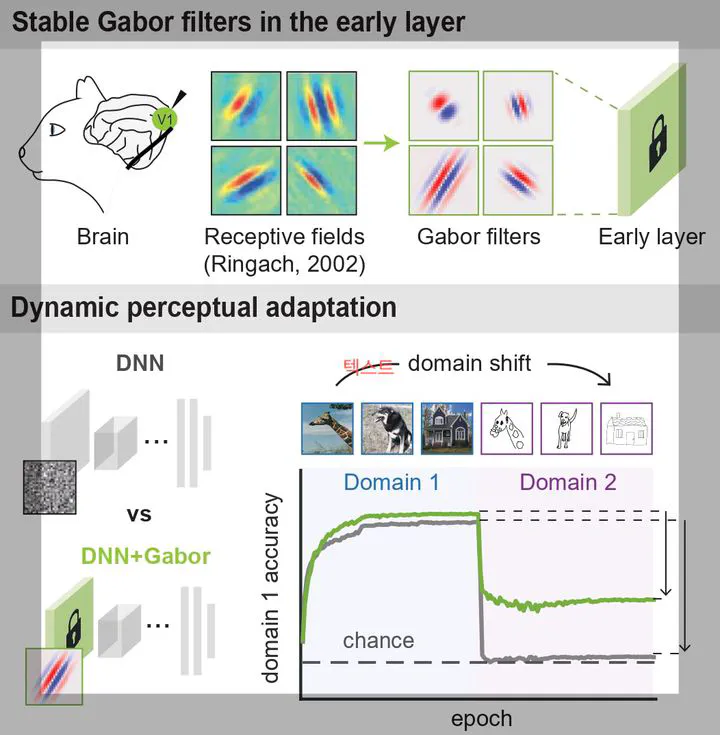 Stable Gabor filters in the early layer
V1
Brain
Receptive fields
(Ringach, 2002)
Gabor filters
Early layer
Dynamic perceptual adaptation
DNN
텍스트
domain shift
vs
DNN+Gabor
Domain 1
Domain 2
domain 1 accuracy
chance
epoch